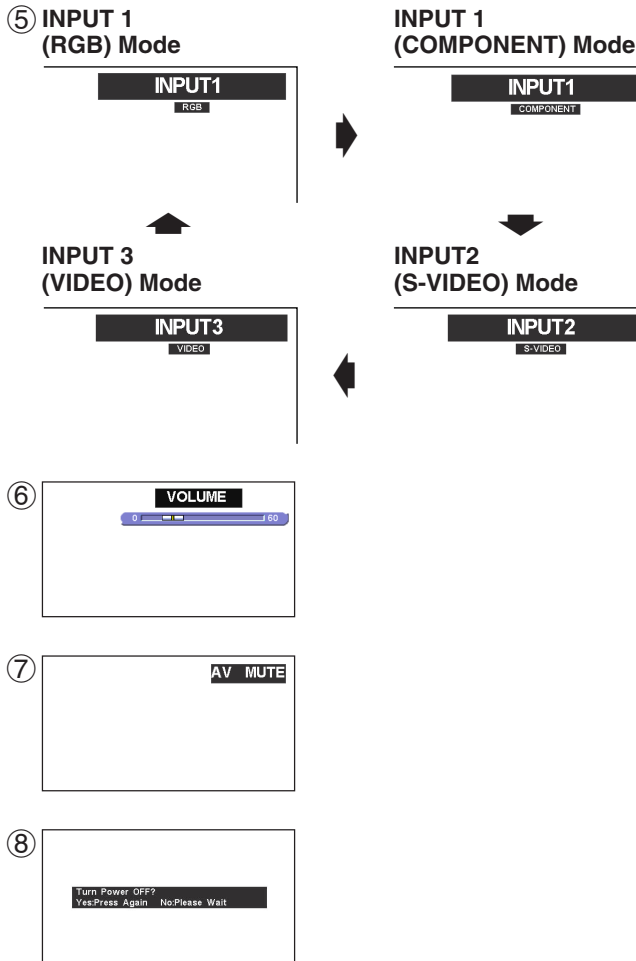 ⑤ INPUT 1
(RGB) Mode
INPUT1
RGB
INPUT 1
(COMPONENT) Mode
INPUT1
COMPONENT
INPUT 3
(VIDEO) Mode
INPUT3
VIDEO
INPUT2
(S-VIDEO) Mode
INPUT2
S-VIDEO
⑥
VOLUME
0 60
⑦
AV MUTE
⑧
Turn Power OFF?
Yes:Press Again No:Please Wait